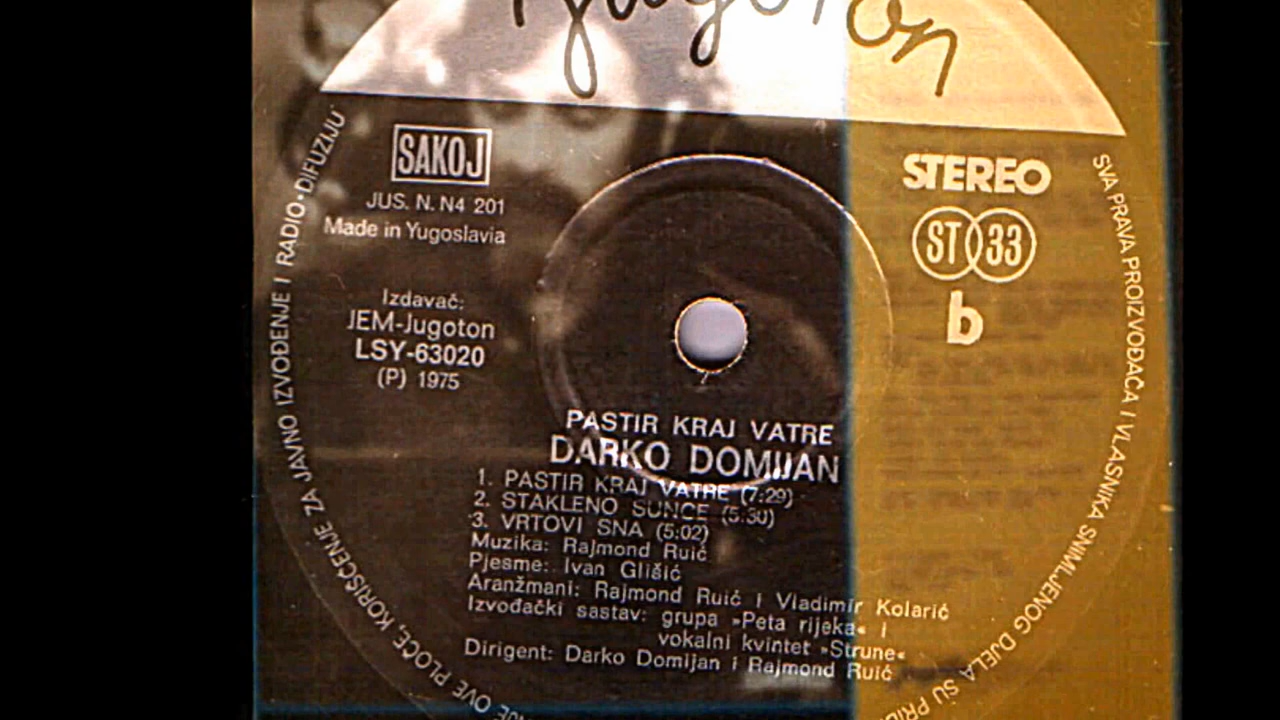 Jugoton
SAKOJ
JUS. N. N4 201
Made in Yugoslavia
STEREO
ST 33
b
Izdavač:
JEM-Jugoton
LSY-63020
(P) 1975
PASTIR KRAJ VATRE
DARKO DOMIJAN
1. PASTIR KRAJ VATRE (7:29)
2. STAKLENO SUNCE (5:30)
3. VRTOVI SNA (5:02)
Muzika: Rajmond Ruić
Pjesme: Ivan Glišić
Aranžmani: Rajmond Ruić i Vladimir Kolarić
Izvođački sastav: grupa »Peta rijeka« i
vokalni kvintet »Strune«
Dirigent: Darko Domijan i Rajmond Ruić
SVA PRAVA PROIZVOĐAČA I VLASNIKA SNIMLJENOG DJELA SU
OVE PLOČE, KORIŠĆENJE ZA JAVNO IZVOĐENJE I RADIO-DIFUZIJU